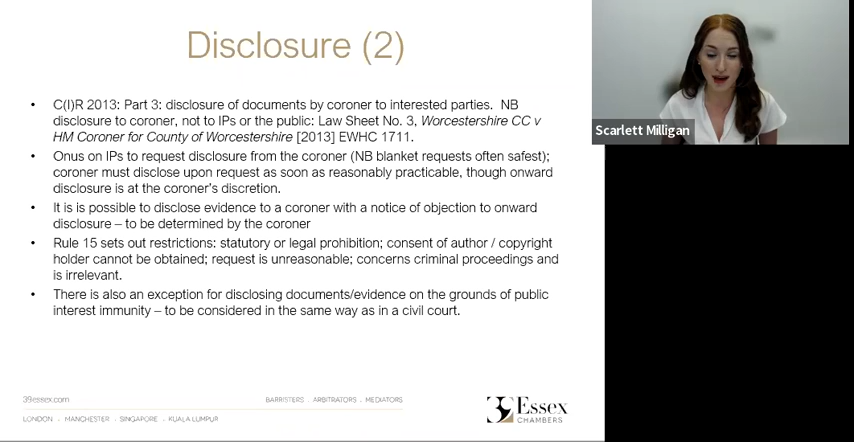 Disclosure (2)
• C(I)R 2013: Part 3: disclosure of documents by coroner to interested parties. NB
disclosure to coroner, not to IPs or the public: Law Sheet No. 3, Worcestershire CC v
HM Coroner for County of Worcestershire [2013] EWHC 1711.
• Onus on IPs to request disclosure from the coroner (NB blanket requests often safest);
coroner must disclose upon request as soon as reasonably practicable, though onward
disclosure is at the coroner's discretion.
• It is is possible to disclose evidence to a coroner with a notice of objection to onward
disclosure – to be determined by the coroner
• Rule 15 sets out restrictions: statutory or legal prohibition; consent of author / copyright
holder cannot be obtained; request is unreasonable; concerns criminal proceedings and
is irrelevant.
• There is also an exception for disclosing documents/evidence on the grounds of public
interest immunity – to be considered in the same way as in a civil court.
Scarlett Milligan
39essex.com
BARRISTERS . ARBITRATORS . MEDIATORS
LONDON . MANCHESTER . SINGAPORE . KUALA LUMPUR
39 Essex
CHAMBERS